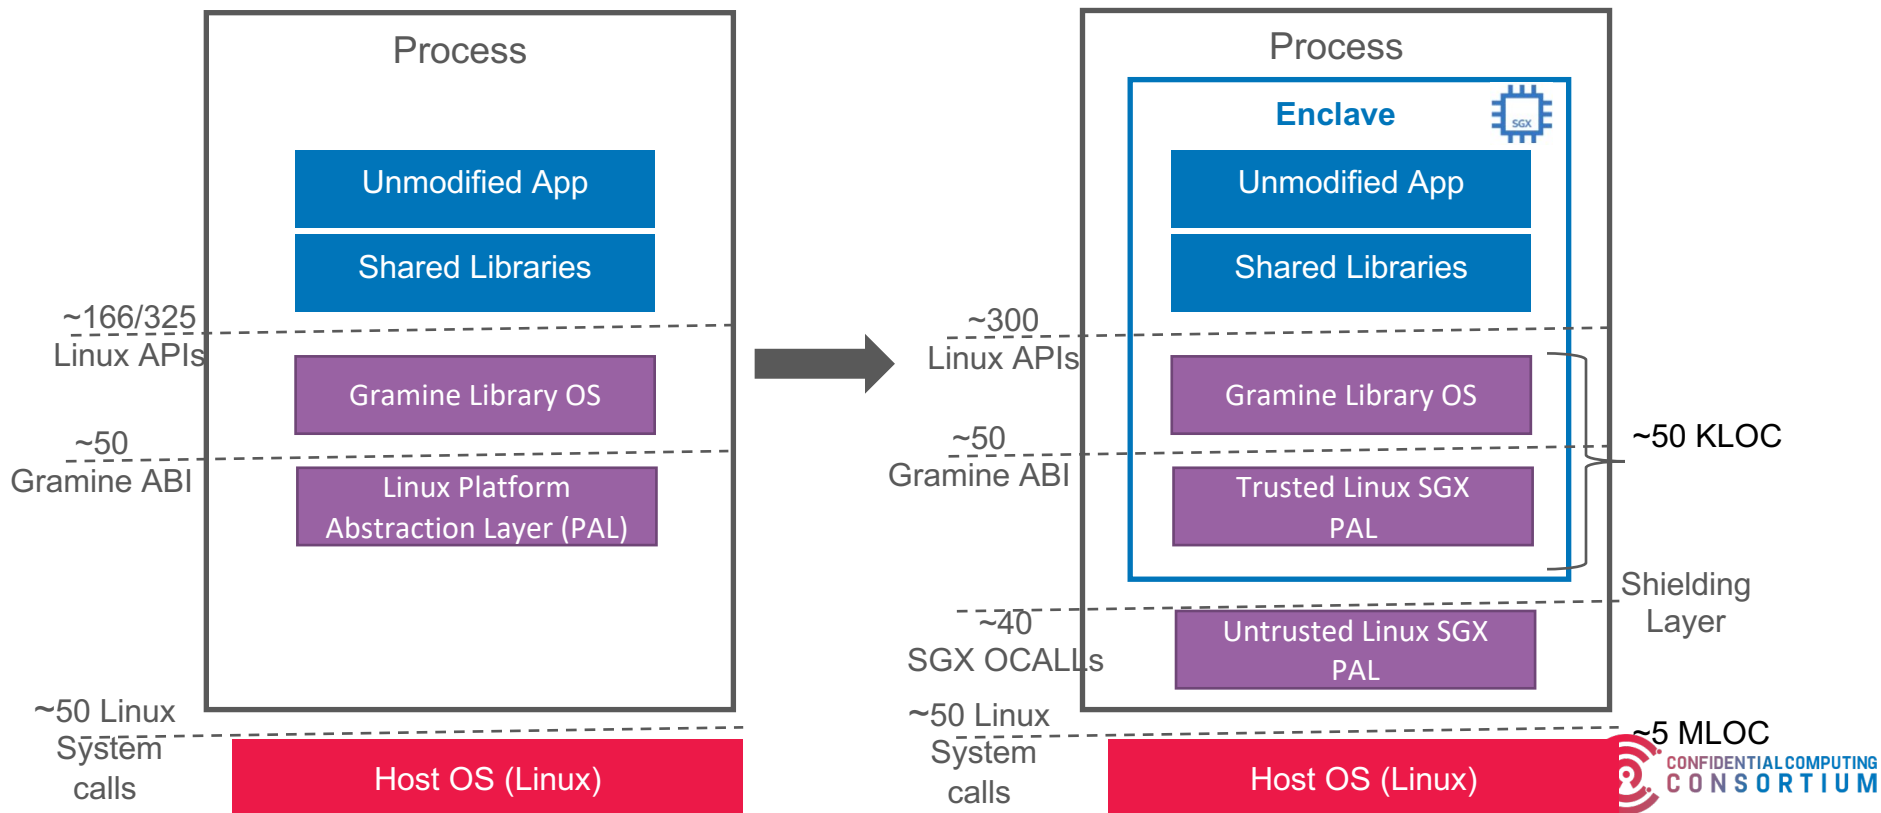 Process
Unmodified App
Shared Libraries
~166/325
Linux APIs
Gramine Library OS
~50
Gramine ABI
Linux Platform
Abstraction Layer (PAL)
~50 Linux
System
calls
Host OS (Linux)
Process
Enclave
SGX
Unmodified App
Shared Libraries
~300
Linux APIs
Gramine Library OS
~50
Gramine ABI
~50 KLOC
Trusted Linux SGX
PAL
Shielding
Layer
~40
SGX OCALLs
Untrusted Linux SGX
PAL
~50 Linux
System
calls
~5 MLOC
Host OS (Linux)
CONFIDENTIAL COMPUTING
CONSORTIUM